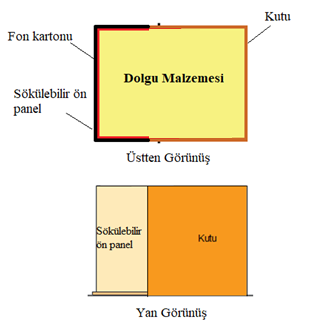 Kutu
Fon kartonu
Dolgu Malzemesi
Sökülebilir ön
panel
Üstten Görünüş
Sökülebilir
ön panel
Kutu
Yan Görünüş